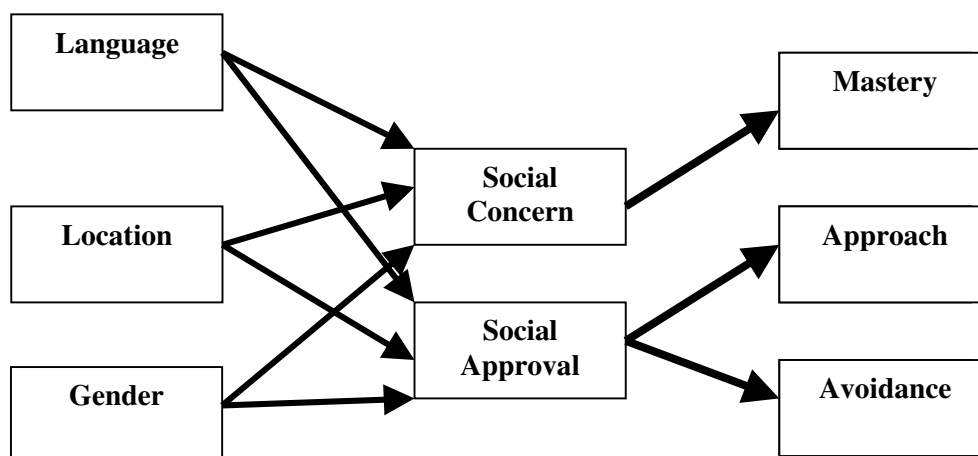 Language
Location
Gender
Social
Concern
Social
Approval
Mastery
Approach
Avoidance